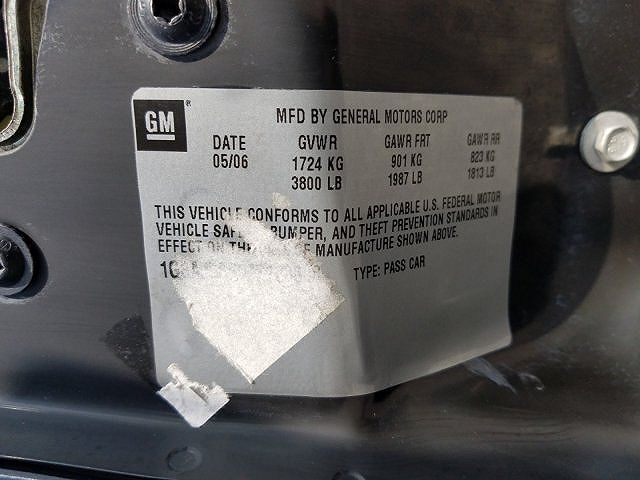 GM ® MFD BY GENERAL MOTORS CORP
DATE GVWR GAWR FRT GAWR RR
05/06 1724 KG 901 KG 823 KG
3800 LB 1987 LB 1813 LB
THIS VEHICLE CONFORMS TO ALL APPLICABLE U.S. FEDERAL MOTOR
VEHICLE BUMPER, AND THEFT PREVENTION STANDARDS IN
EFFECT ON MANUFACTURE SHOWN ABOVE.
TYPE: PASS CAR